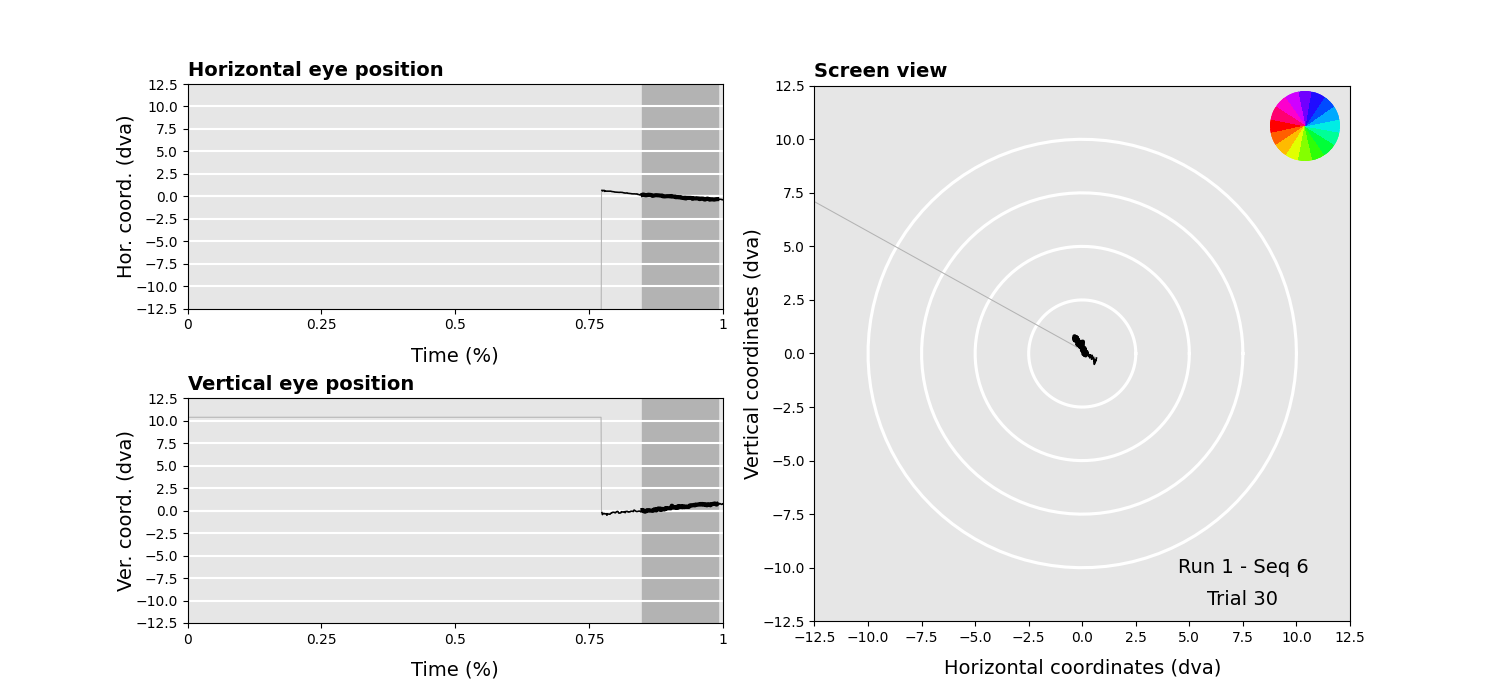 Horizontal eye position
12.5
10.0
7.5
5.0
2.5
0.0
−2.5
−5.0
−7.5
−10.0
−12.5
Hor. coord. (dva)
0 0.25 0.5 0.75 1
Time (%)
Vertical eye position
12.5
10.0
7.5
5.0
2.5
0.0
−2.5
−5.0
−7.5
−10.0
−12.5
Ver. coord. (dva)
0 0.25 0.5 0.75 1
Time (%)
Screen view
12.5
10.0
7.5
5.0
2.5
0.0
−2.5
−5.0
−7.5
−10.0
−12.5
Vertical coordinates (dva)
Run 1 - Seq 6
Trial 30
−12.5 −10.0 −7.5 −5.0 −2.5 0.0 2.5 5.0 7.5 10.0 12.5
Horizontal coordinates (dva)